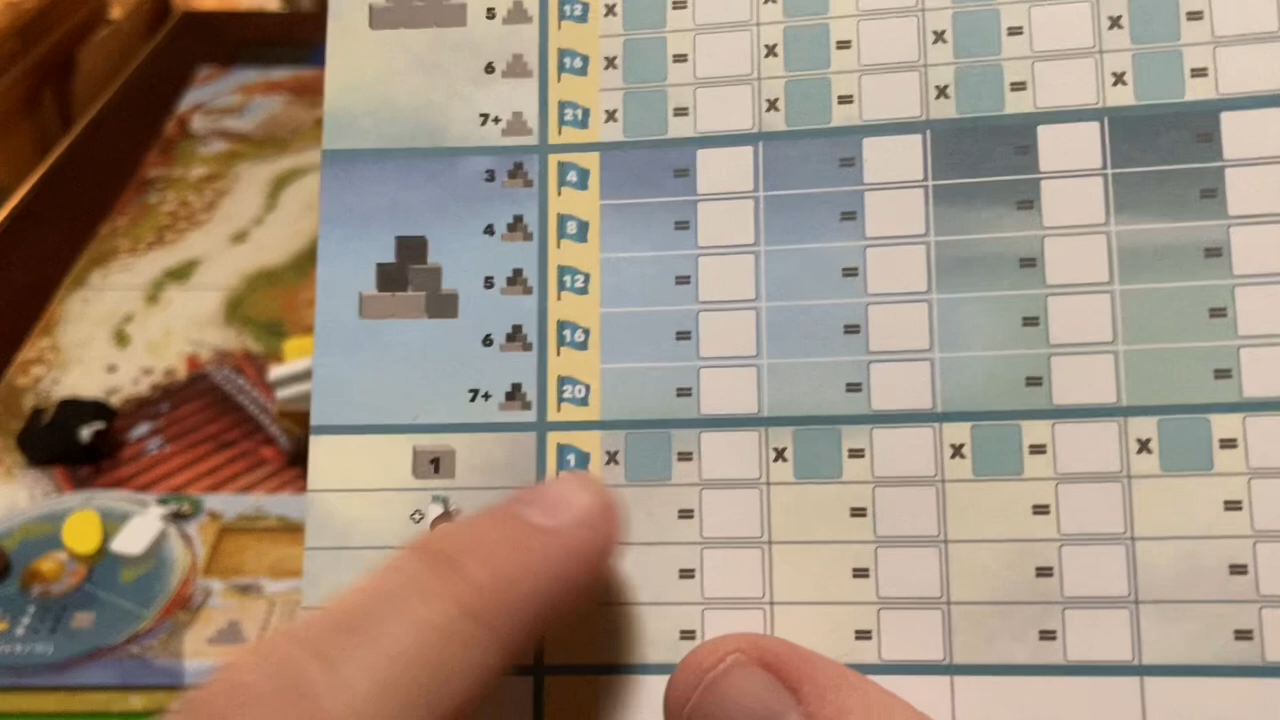 5 12 x = x = x = x =
6 16 x = x = x = x =
7+ 21 x = x = x = x =
3 4 = = = =
4 8 = = = =
5 12 = = = =
6 16 = = = =
7+ 20 = = = =
1 1 x = x = x = x =
+ = = = =
= = = =
= = = =